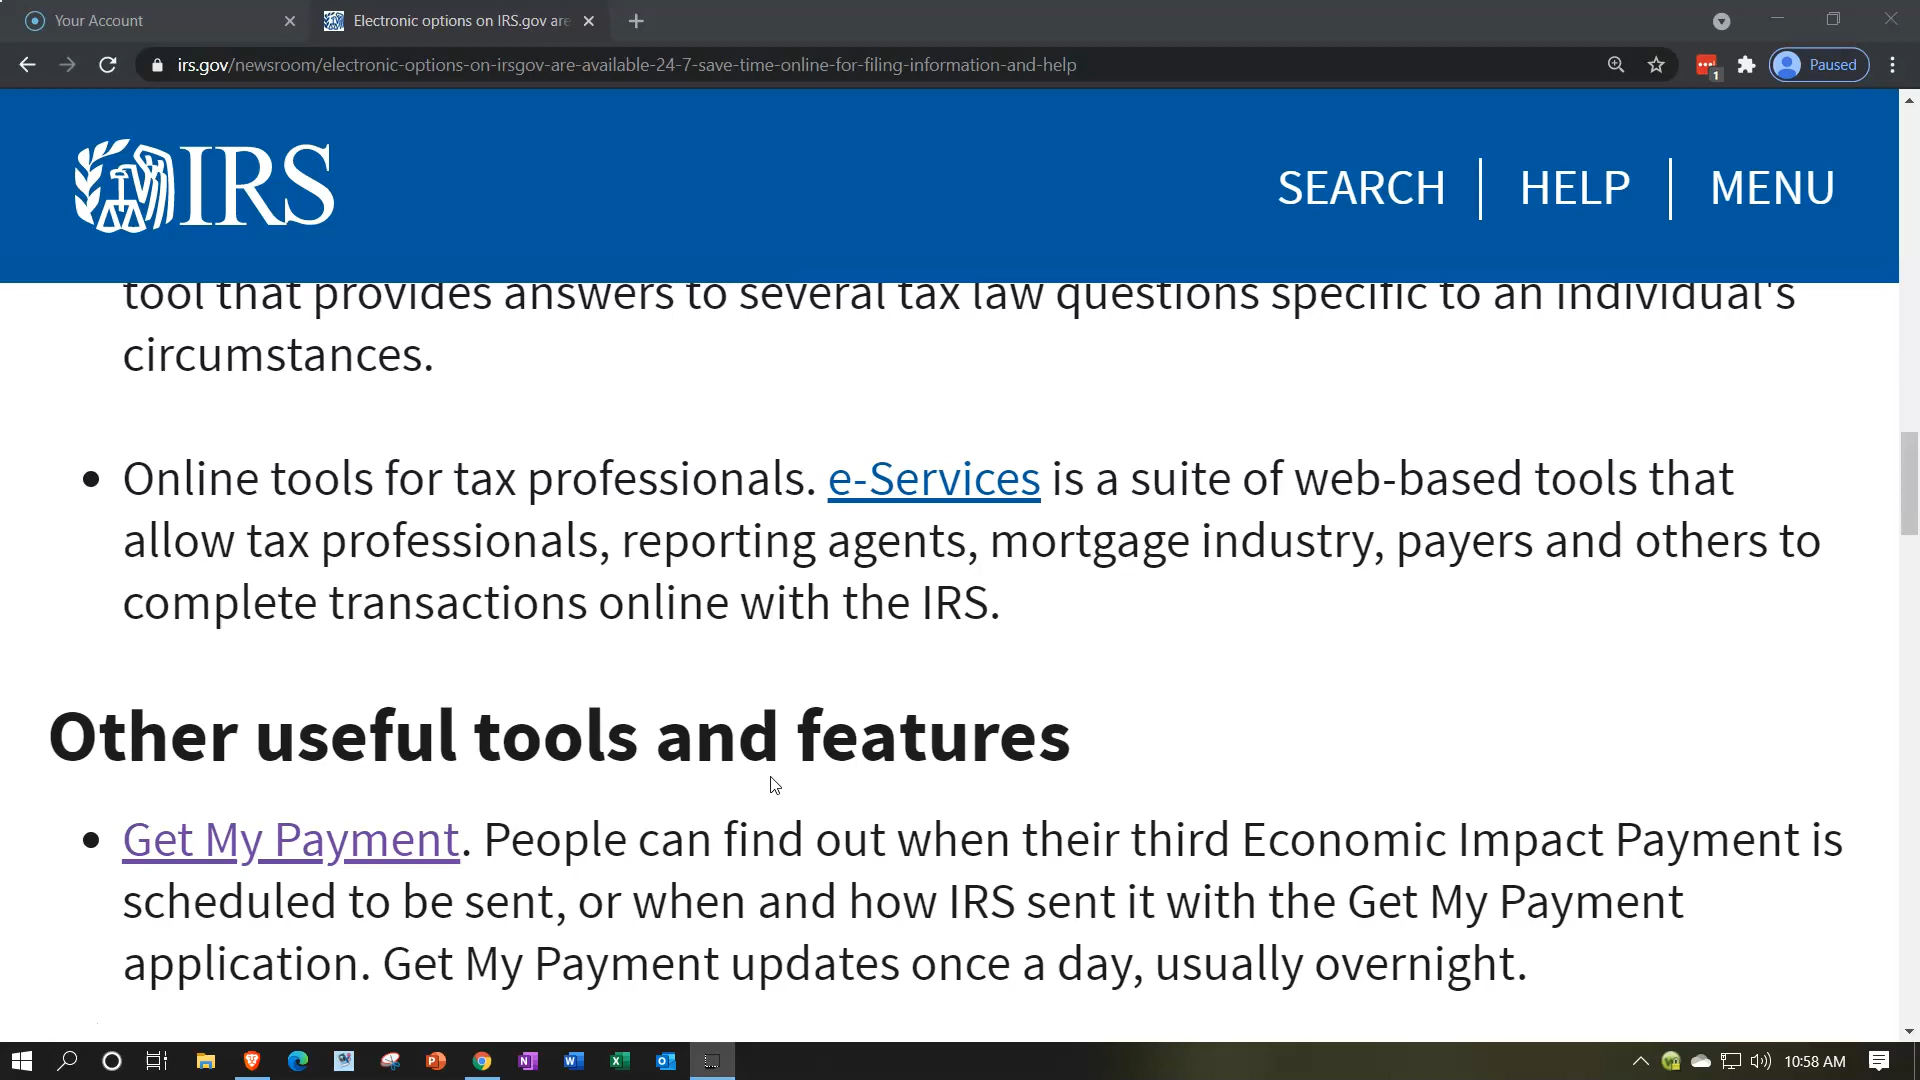 Your Account
Electronic options on IRS.gov are
irs.gov/newsroom/electronic-options-on-irsgov-are-available-24-7-save-time-online-for-filing-information-and-help
1
Paused
IRS
SEARCH | HELP | MENU
tool that provides answers to several tax law questions specific to an individual's
circumstances.
• Online tools for tax professionals. e-Services is a suite of web-based tools that
allow tax professionals, reporting agents, mortgage industry, payers and others to
complete transactions online with the IRS.
Other useful tools and features
• Get My Payment. People can find out when their third Economic Impact Payment is
scheduled to be sent, or when and how IRS sent it with the Get My Payment
application. Get My Payment updates once a day, usually overnight.
10:58 AM